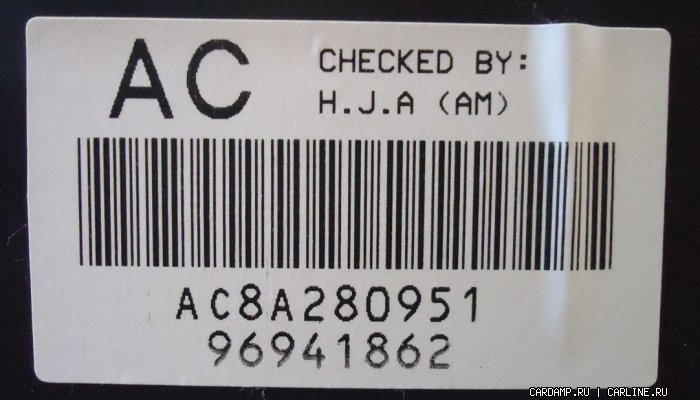 AC
CHECKED BY:
H.J.A (AM)
AC8A280951
96941862
CARDAMP.RU | CARLINE.RU